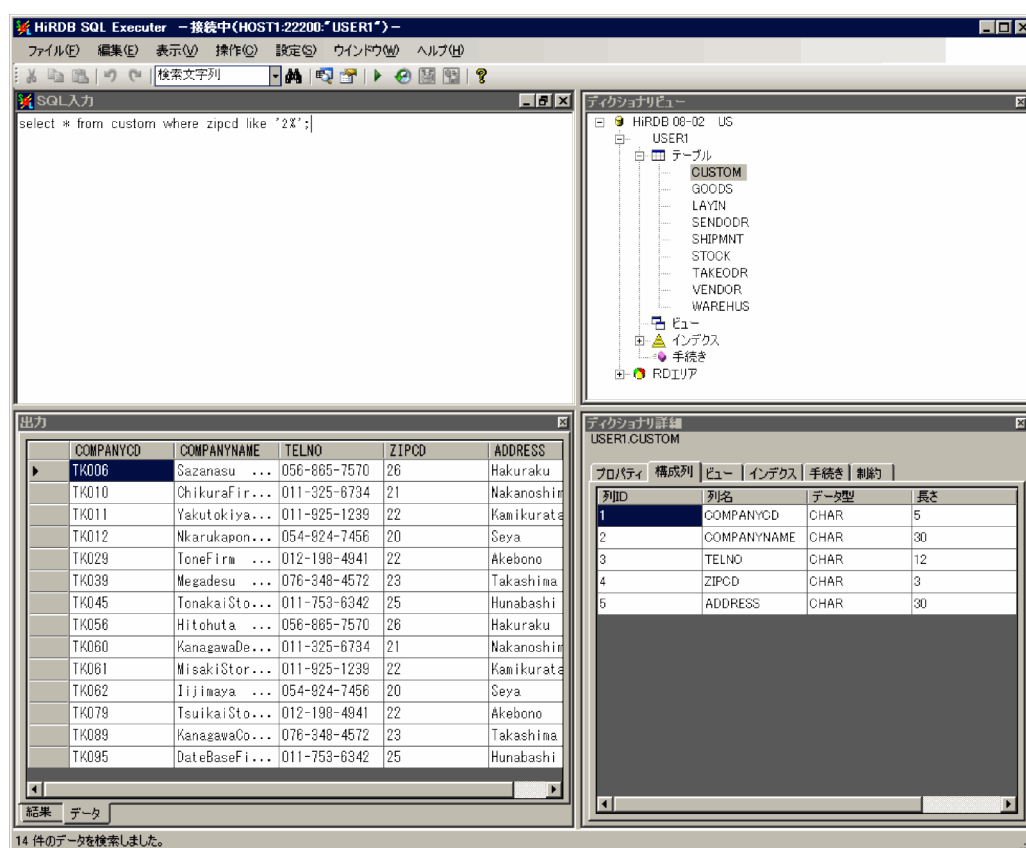 HiRDB SQL Executer －接続中(HOST1:22200:"USER1")－
ファイル(F) 編集(E) 表示(V) 操作(O) 設定(S) ウインドウ(W) ヘルプ(H)
検索文字列
SQL入力
select * from custom where zipcd like '2%';
ディクショナリビュー
HiRDB 08-02 US
USER1
テーブル
CUSTOM
GOODS
LAYIN
SENDODR
SHIPMNT
STOCK
TAKEODR
VENDOR
WAREHUS
ビュー
インデクス
手続き
RDエリア
出力
COMPANYCD COMPANYNAME TELNO ZIPCD ADDRESS
TK006 Sazanasu ... 056-865-7570 26 Hakuraku
TK010 ChikuraFir... 011-325-6734 21 Nakanoshim
TK011 Yakutokiya... 011-925-1239 22 Kamikurata
TK012 Nkarukapon... 054-924-7456 20 Seya
TK029 ToneFirm ... 012-198-4941 22 Akebono
TK039 Megadesu ... 076-348-4572 23 Takashima
TK045 TonakaiSto... 011-753-6342 25 Hunabashi
TK056 Hitohuta ... 056-865-7570 26 Hakuraku
TK060 KanagawaDe... 011-325-6734 21 Nakanoshim
TK061 MisakiStor... 011-925-1239 22 Kamikurata
TK062 Iijimaya ... 054-924-7456 20 Seya
TK079 TsuikaiSto... 012-198-4941 22 Akebono
TK089 KanagawaCo... 076-348-4572 23 Takashima
TK095 DateBaseFi... 011-753-6342 25 Hunabashi
結果 データ
ディクショナリ詳細
USER1.CUSTOM
プロパティ 構成列 ビュー インデクス 手続き 制約
列ID 列名 データ型 長さ
1 COMPANYCD CHAR 5
2 COMPANYNAME CHAR 30
3 TELNO CHAR 12
4 ZIPCD CHAR 3
5 ADDRESS CHAR 30
14 件のデータを検索しました。